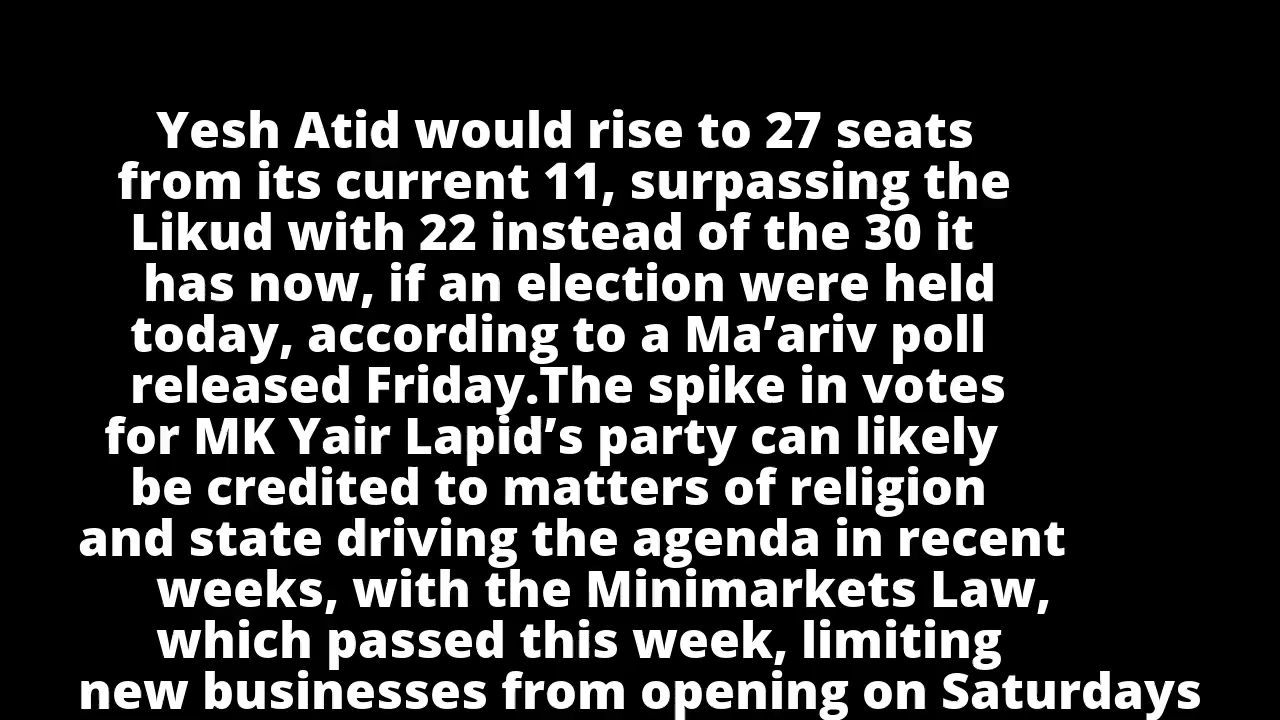 Yesh Atid would rise to 27 seats
from its current 11, surpassing the
Likud with 22 instead of the 30 it
has now, if an election were held
today, according to a Ma’ariv poll
released Friday.The spike in votes
for MK Yair Lapid’s party can likely
be credited to matters of religion
and state driving the agenda in recent
weeks, with the Minimarkets Law,
which passed this week, limiting
new businesses from opening on Saturdays